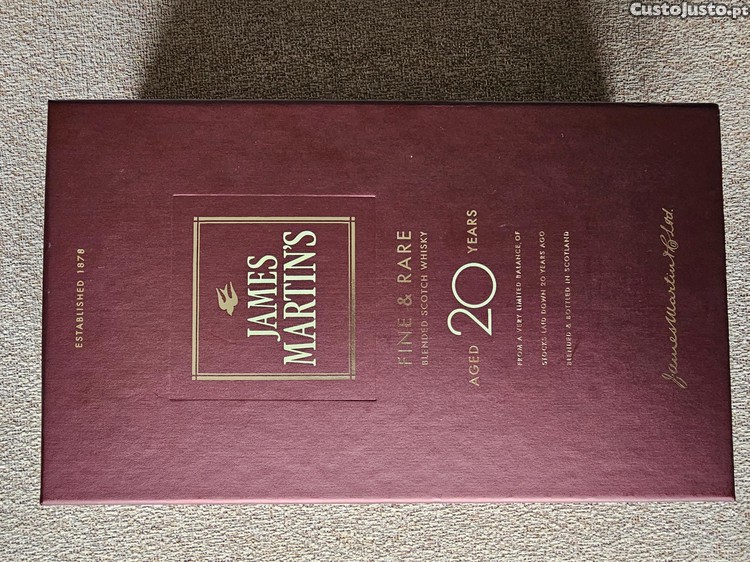 CustoJusto.pt
ESTABLISHED 1878
JAMES
MARTIN'S
FINE & RARE
BLENDED SCOTCH WHISKY
AGED 20 YEARS
FROM A VERY LIMITED BALANCE OF
STOCKS LAID DOWN 20 YEARS AGO
BLENDED & BOTTLED IN SCOTLAND
James Martin & Co Ltd.